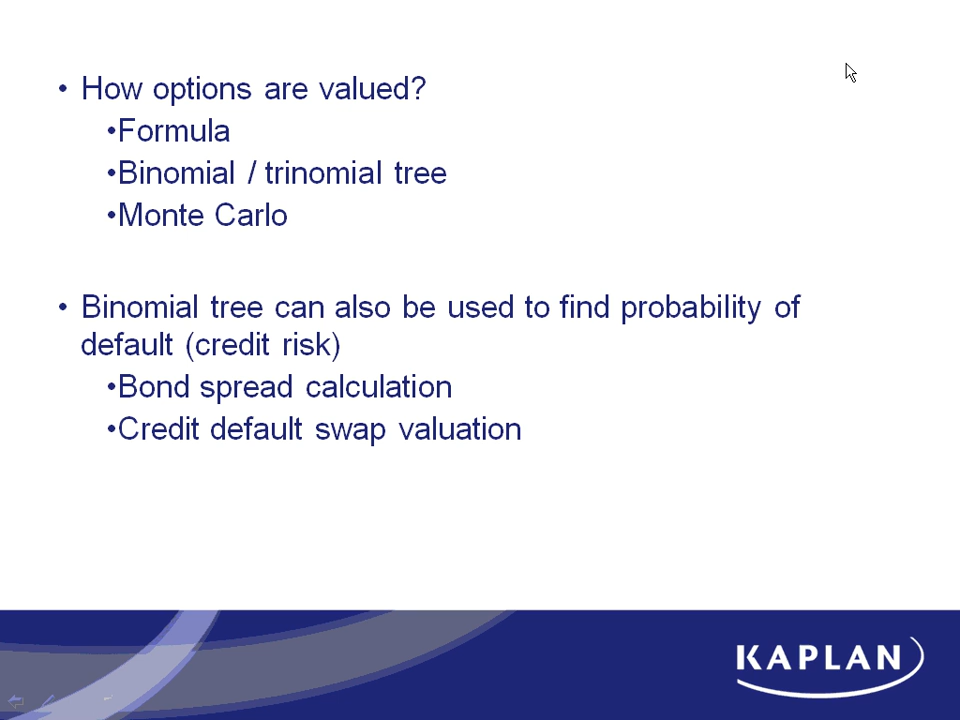 • How options are valued?
•Formula
•Binomial / trinomial tree
•Monte Carlo
• Binomial tree can also be used to find probability of
default (credit risk)
•Bond spread calculation
•Credit default swap valuation
KAPLAN